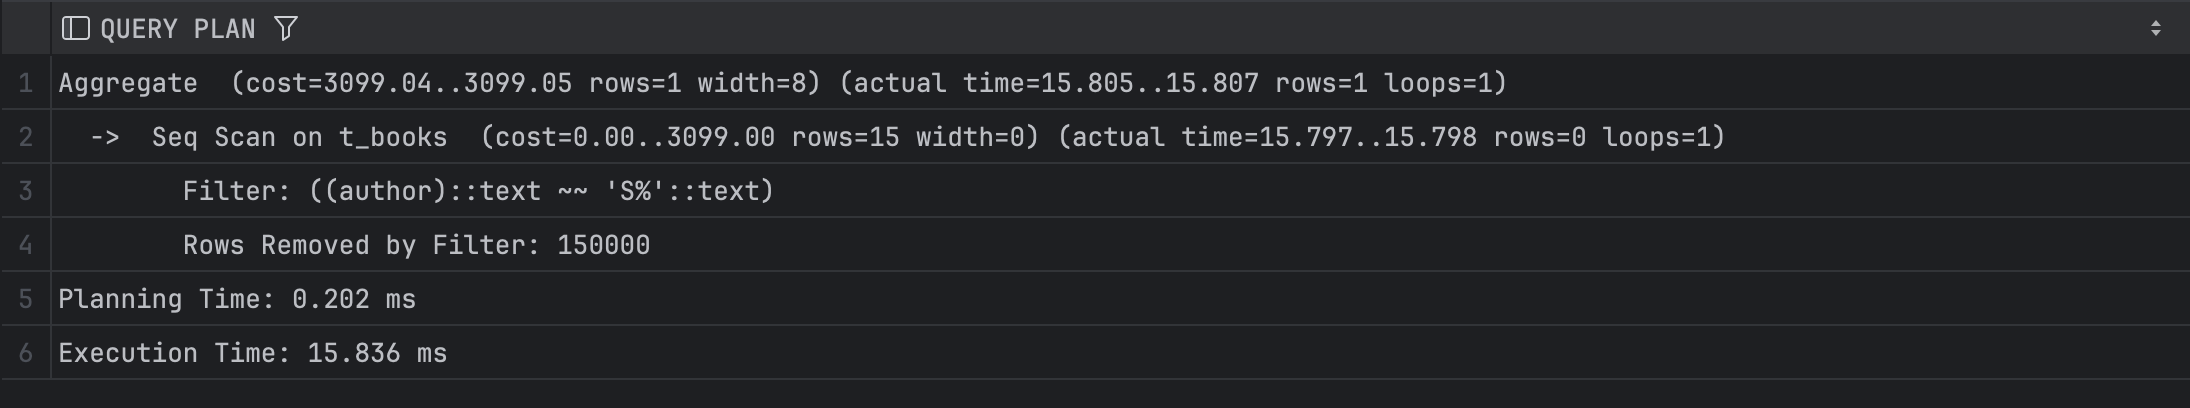 QUERY PLAN
1 Aggregate  (cost=3099.04..3099.05 rows=1 width=8) (actual time=15.805..15.807 rows=1 loops=1)
2   ->  Seq Scan on t_books  (cost=0.00..3099.00 rows=15 width=0) (actual time=15.797..15.798 rows=0 loops=1)
3         Filter: ((author)::text ~~ 'S%'::text)
4         Rows Removed by Filter: 150000
5 Planning Time: 0.202 ms
6 Execution Time: 15.836 ms